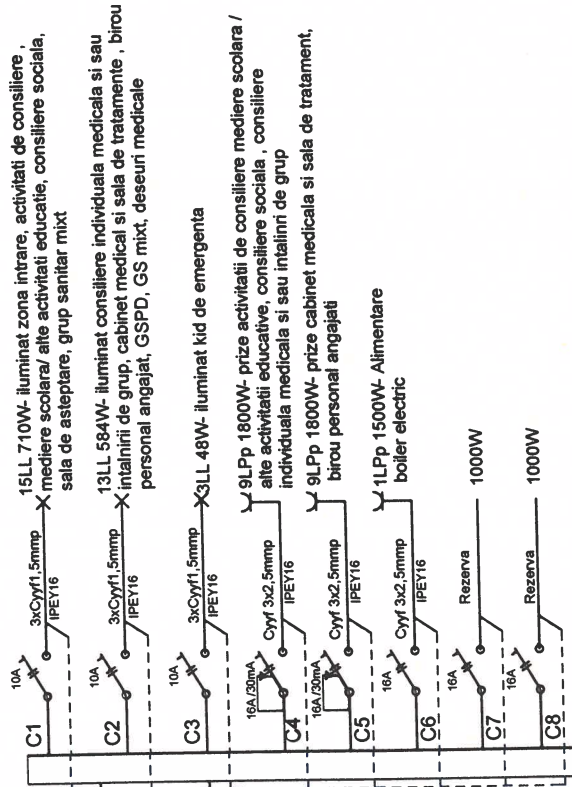 15LL 710W- iluminat zona intrare, activitati de consiliere ,
mediere scolara/ alte activitati educatie, consiliere sociala,
sala de asteptare, grup sanitar mixt
3xCyyf1,5mmp
IPEY16
10A
C1
13LL 584W- iluminat consiliere individuala medicala si sau
intalnirii de grup, cabinet medical si sala de tratamente , birou
personal angajat, GSPD, GS mixt, deseuri medicale
3xCyyf1,5mmp
IPEY16
10A
C2
3LL 48W- iluminat kid de emergenta
3xCyyf1,5mmp
IPEY16
10A
C3
9LPp 1800W- prize activitatii de consiliere mediere scolara /
alte activitatii educative, consiliere sociala , consiliere
individuala medicala si sau intalinri de grup
Cyyf 3x2,5mmp
IPEY16
16A/30mA
C4
9LPp 1800W- prize cabinet medicala si sala de tratament,
birou personal angajati
Cyyf 3x2,5mmp
IPEY16
16A/30mA
C5
1LPp 1500W- Alimentare
boiler electric
Cyyf 3x2,5mmp
IPEY16
16A
C6
1000W
Rezerva
16A
C7
1000W
Rezerva
16A
C8